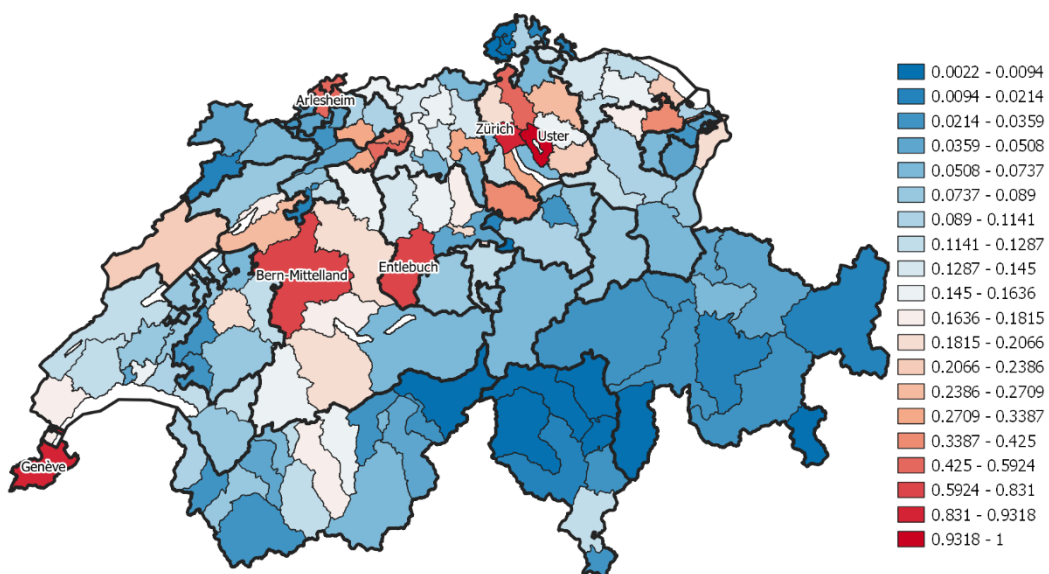 Arlesheim
Zürich
Uster
Bern-Mittelland
Entlebuch
Genève
0.0022 - 0.0094
0.0094 - 0.0214
0.0214 - 0.0359
0.0359 - 0.0508
0.0508 - 0.0737
0.0737 - 0.089
0.089 - 0.1141
0.1141 - 0.1287
0.1287 - 0.145
0.145 - 0.1636
0.1636 - 0.1815
0.1815 - 0.2066
0.2066 - 0.2386
0.2386 - 0.2709
0.2709 - 0.3387
0.3387 - 0.425
0.425 - 0.5924
0.5924 - 0.831
0.831 - 0.9318
0.9318 - 1